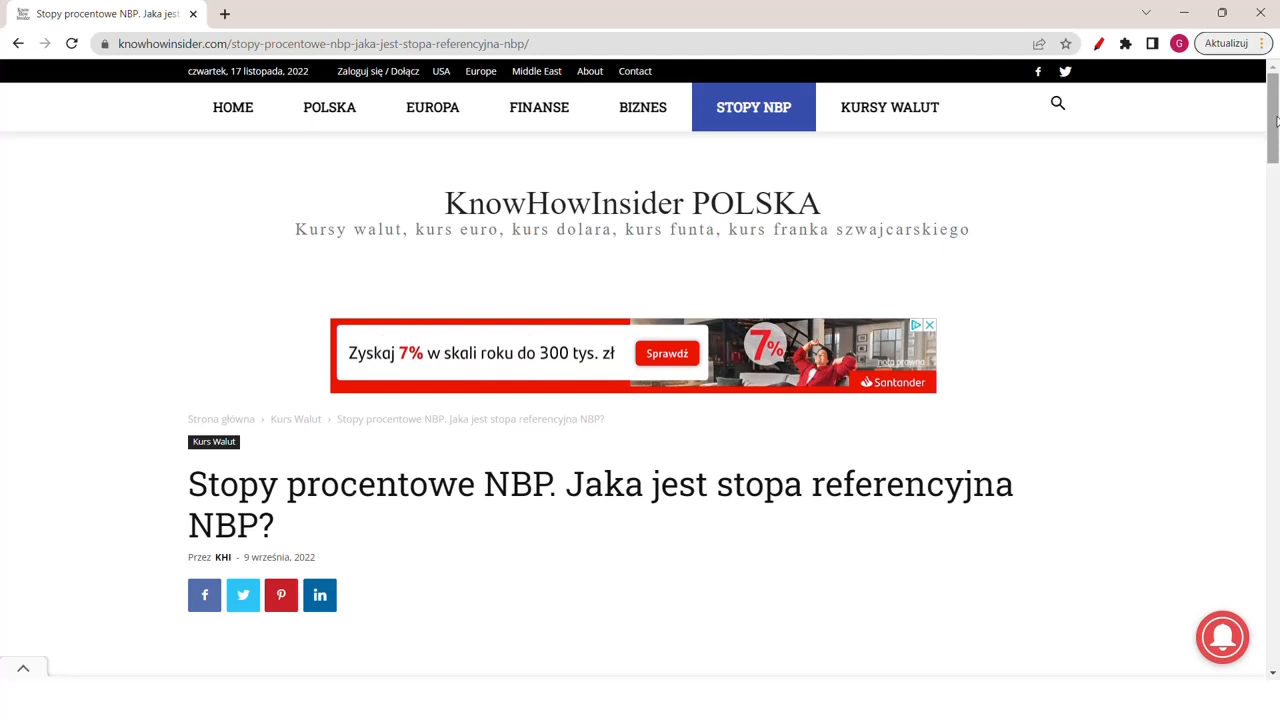 Stopy procentowe NBP. Jaka jest
knowhowinsider.com/stopy-procentowe-nbp-jaka-jest-stopa-referencyjna-nbp/
G
Aktualizuj
czwartek, 17 listopada, 2022
Zaloguj się / Dołącz
USA
Europe
Middle East
About
Contact
HOME
POLSKA
EUROPA
FINANSE
BIZNES
STOPY NBP
KURSY WALUT
KnowHowInsider POLSKA
Kursy walut, kurs euro, kurs dolara, kurs funta, kurs franka szwajcarskiego
Zyskaj 7% w skali roku do 300 tys. zł
Sprawdź
7%
nota prawna
Santander
Strona główna › Kurs Walut › Stopy procentowe NBP. Jaka jest stopa referencyjna NBP?
Kurs Walut
Stopy procentowe NBP. Jaka jest stopa referencyjna
NBP?
Przez KHI - 9 września, 2022